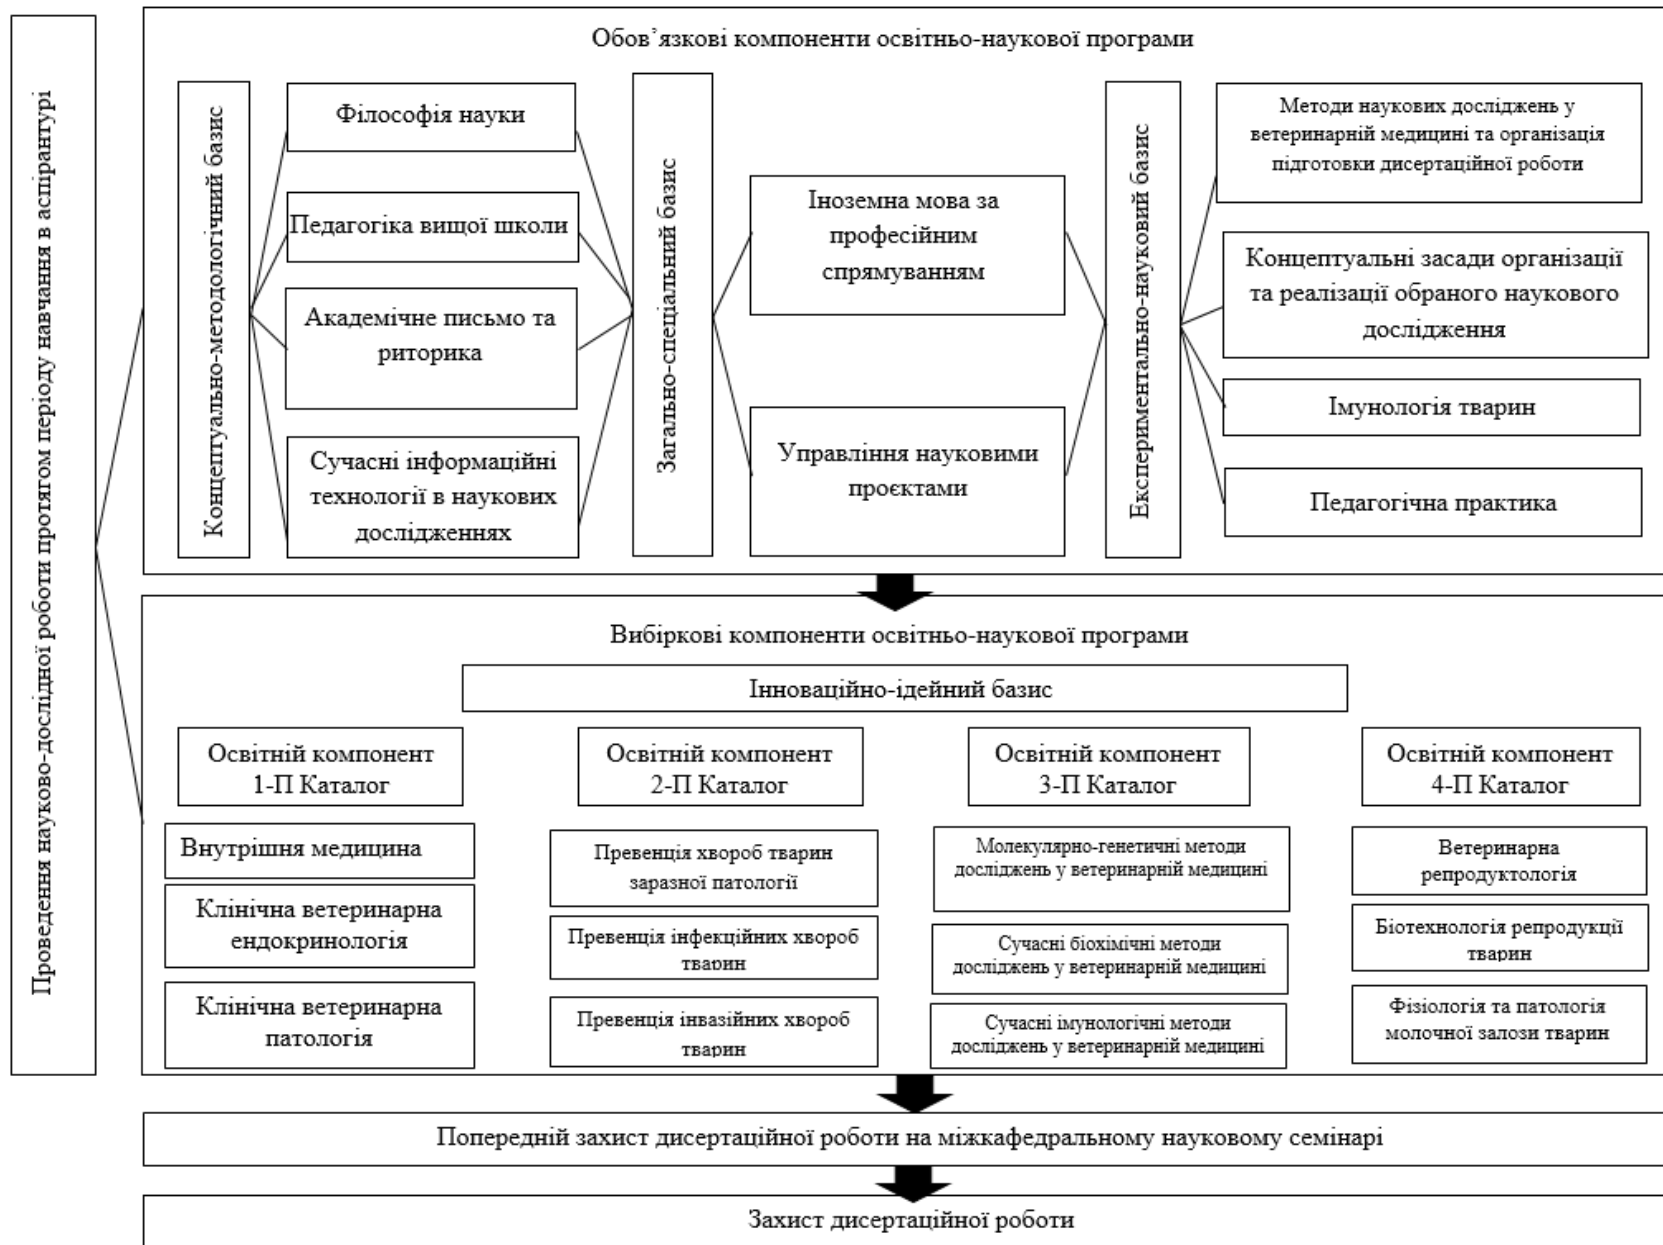 Проведення науково-дослідної роботи протягом періоду навчання в аспірантурі
Обов’язкові компоненти освітньо-наукової програми
Концептуально-методологічний базис
Філософія науки
Педагогіка вищої школи
Академічне письмо та
риторика
Сучасні інформаційні
технології в наукових
дослідженнях
Загально-спеціальний базис
Іноземна мова за
професійним
спрямуванням
Управління науковими
проєктами
Експериментально-науковий базис
Методи наукових досліджень у
ветеринарній медицині та організація
підготовки дисертаційної роботи
Концептуальні засади організації
та реалізації обраного наукового
дослідження
Імунологія тварин
Педагогічна практика
Вибіркові компоненти освітньо-наукової програми
Інноваційно-ідейний базис
Освітній компонент
1-П Каталог
Внутрішня медицина
Клінічна ветеринарна
ендокринологія
Клінічна ветеринарна
патологія
Освітній компонент
2-П Каталог
Превенція хвороб тварин
заразної патології
Превенція інфекційних хвороб
тварин
Превенція інвазійних хвороб
тварин
Освітній компонент
3-П Каталог
Молекулярно-генетичні методи
досліджень у ветеринарній медицині
Сучасні біохімічні методи
досліджень у ветеринарній медицині
Сучасні імунологічні методи
досліджень у ветеринарній медицині
Освітній компонент
4-П Каталог
Ветеринарна
репродуктологія
Біотехнологія репродукції
тварин
Фізіологія та патологія
молочної залози тварин
Попередній захист дисертаційної роботи на міжкафедральному науковому семінарі
Захист дисертаційної роботи